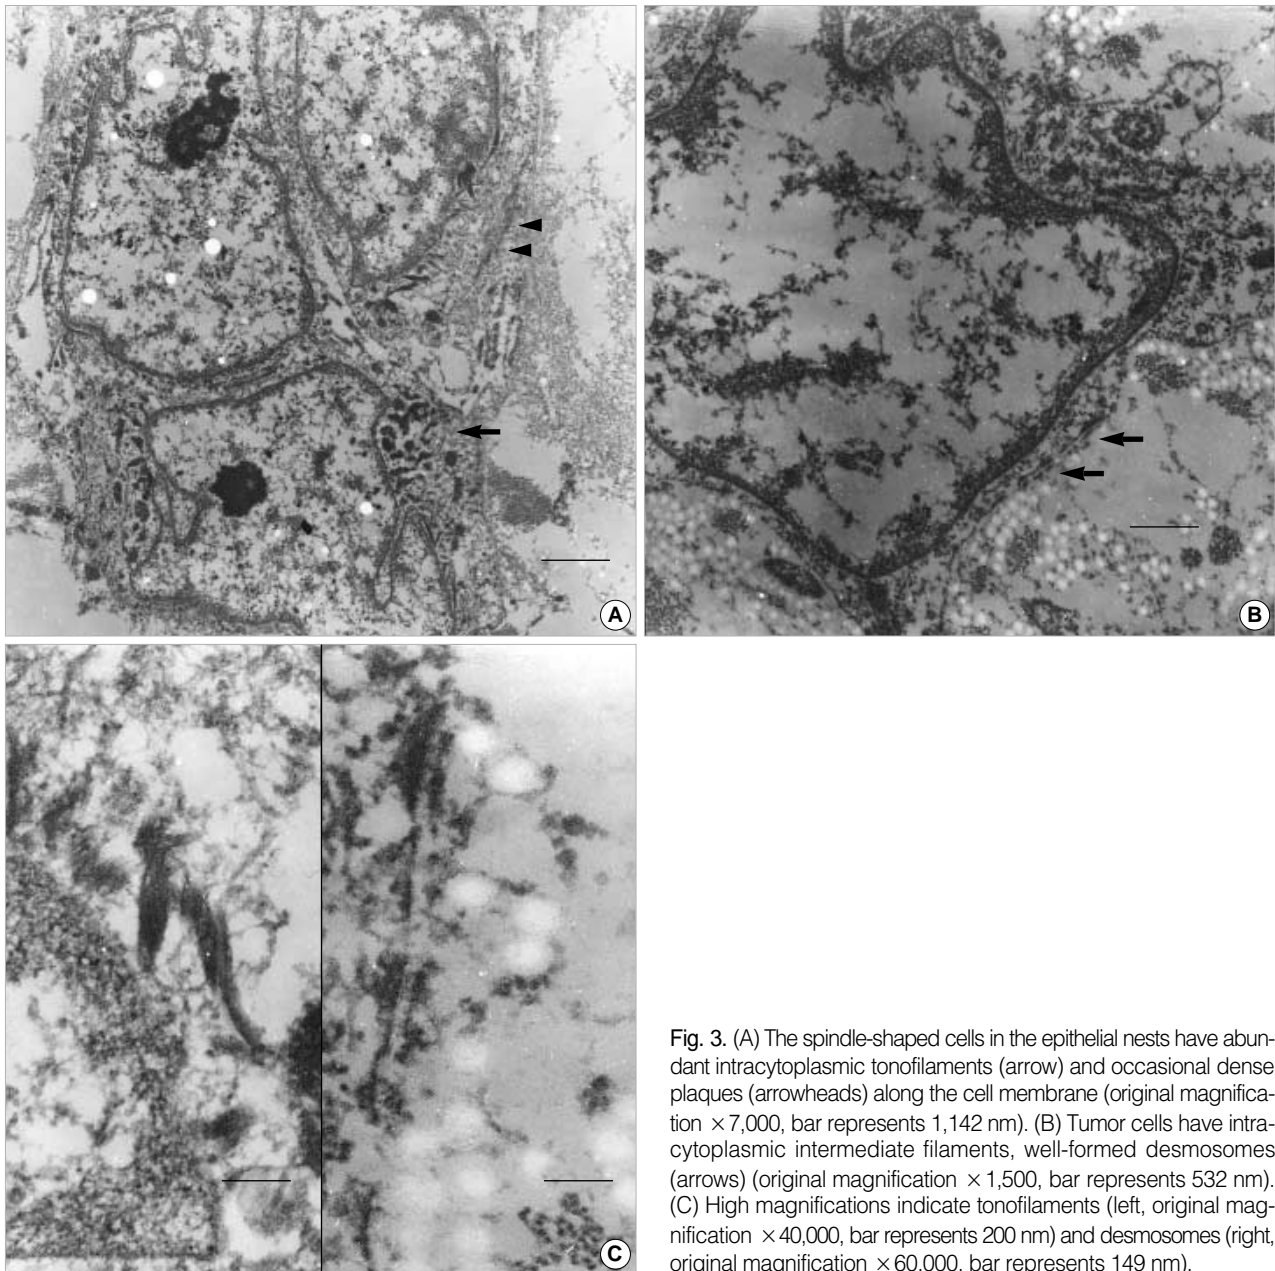 A
B
C
Fig. 3. (A) The spindle-shaped cells in the epithelial nests have abun-
dant intracytoplasmic tonofilaments (arrow) and occasional dense
plaques (arrowheads) along the cell membrane (original magnifica-
tion ×7,000, bar represents 1,142 nm). (B) Tumor cells have intra-
cytoplasmic intermediate filaments, well-formed desmosomes
(arrows) (original magnification ×1,500, bar represents 532 nm).
(C) High magnifications indicate tonofilaments (left, original mag-
nification ×40,000, bar represents 200 nm) and desmosomes (right,
original magnification ×60,000, bar represents 149 nm).